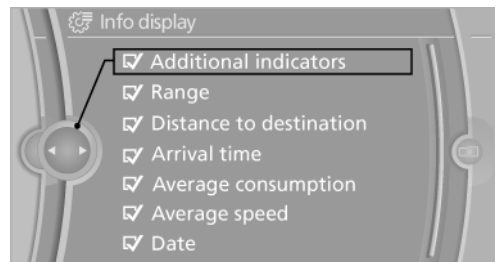 Info display
Additional indicators
Range
Distance to destination
Arrival time
Average consumption
Average speed
Date